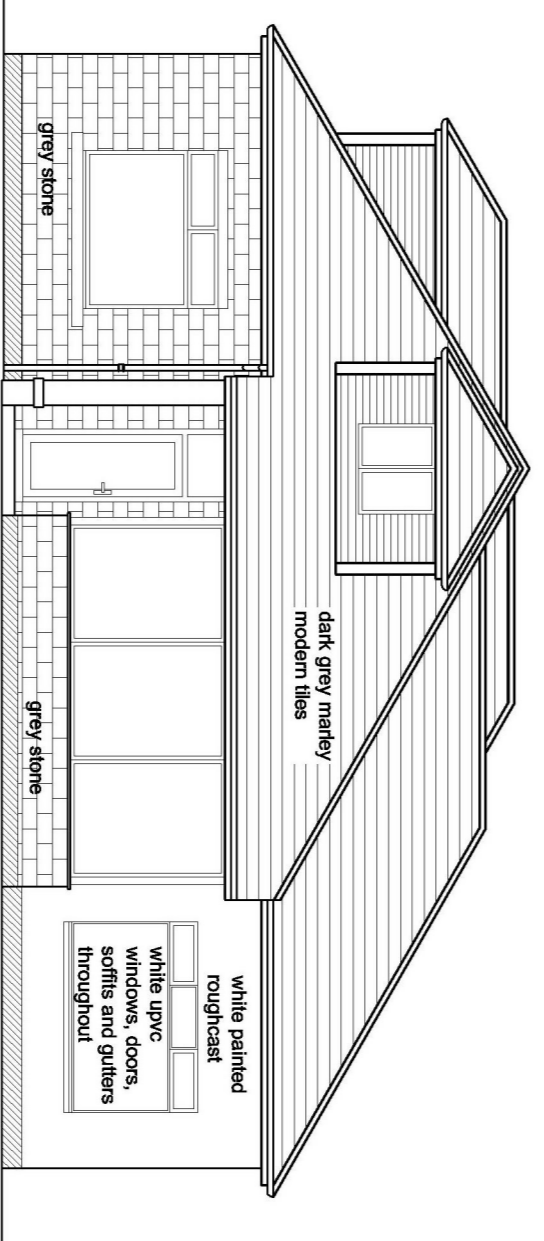 grey stone
dark grey marley
modern tiles
grey stone
white painted
roughcast
white upvc
windows, doors,
soffits and gutters
throughout